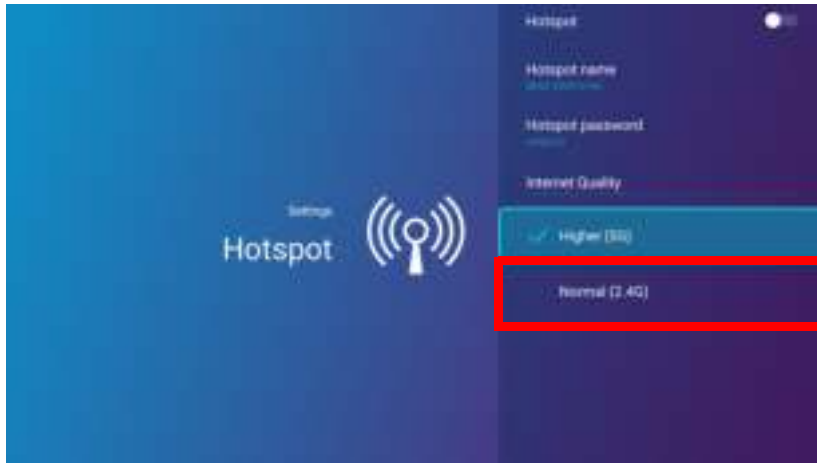 Settings
Hotspot
Hotspot
Hotspot name
Hotspot password
Internet Quality
Higher (5G)
Normal (2.4G)